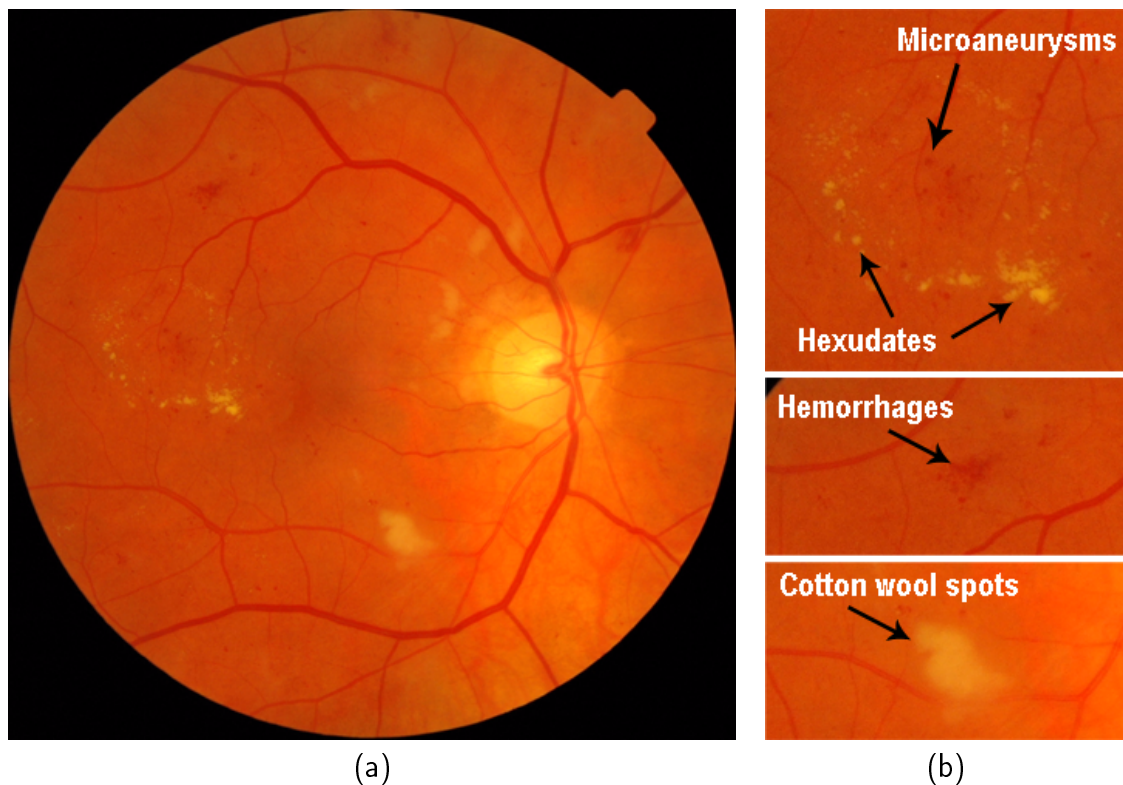 Microaneurysms
Hexudates
Hemorrhages
Cotton wool spots
(a)
(b)